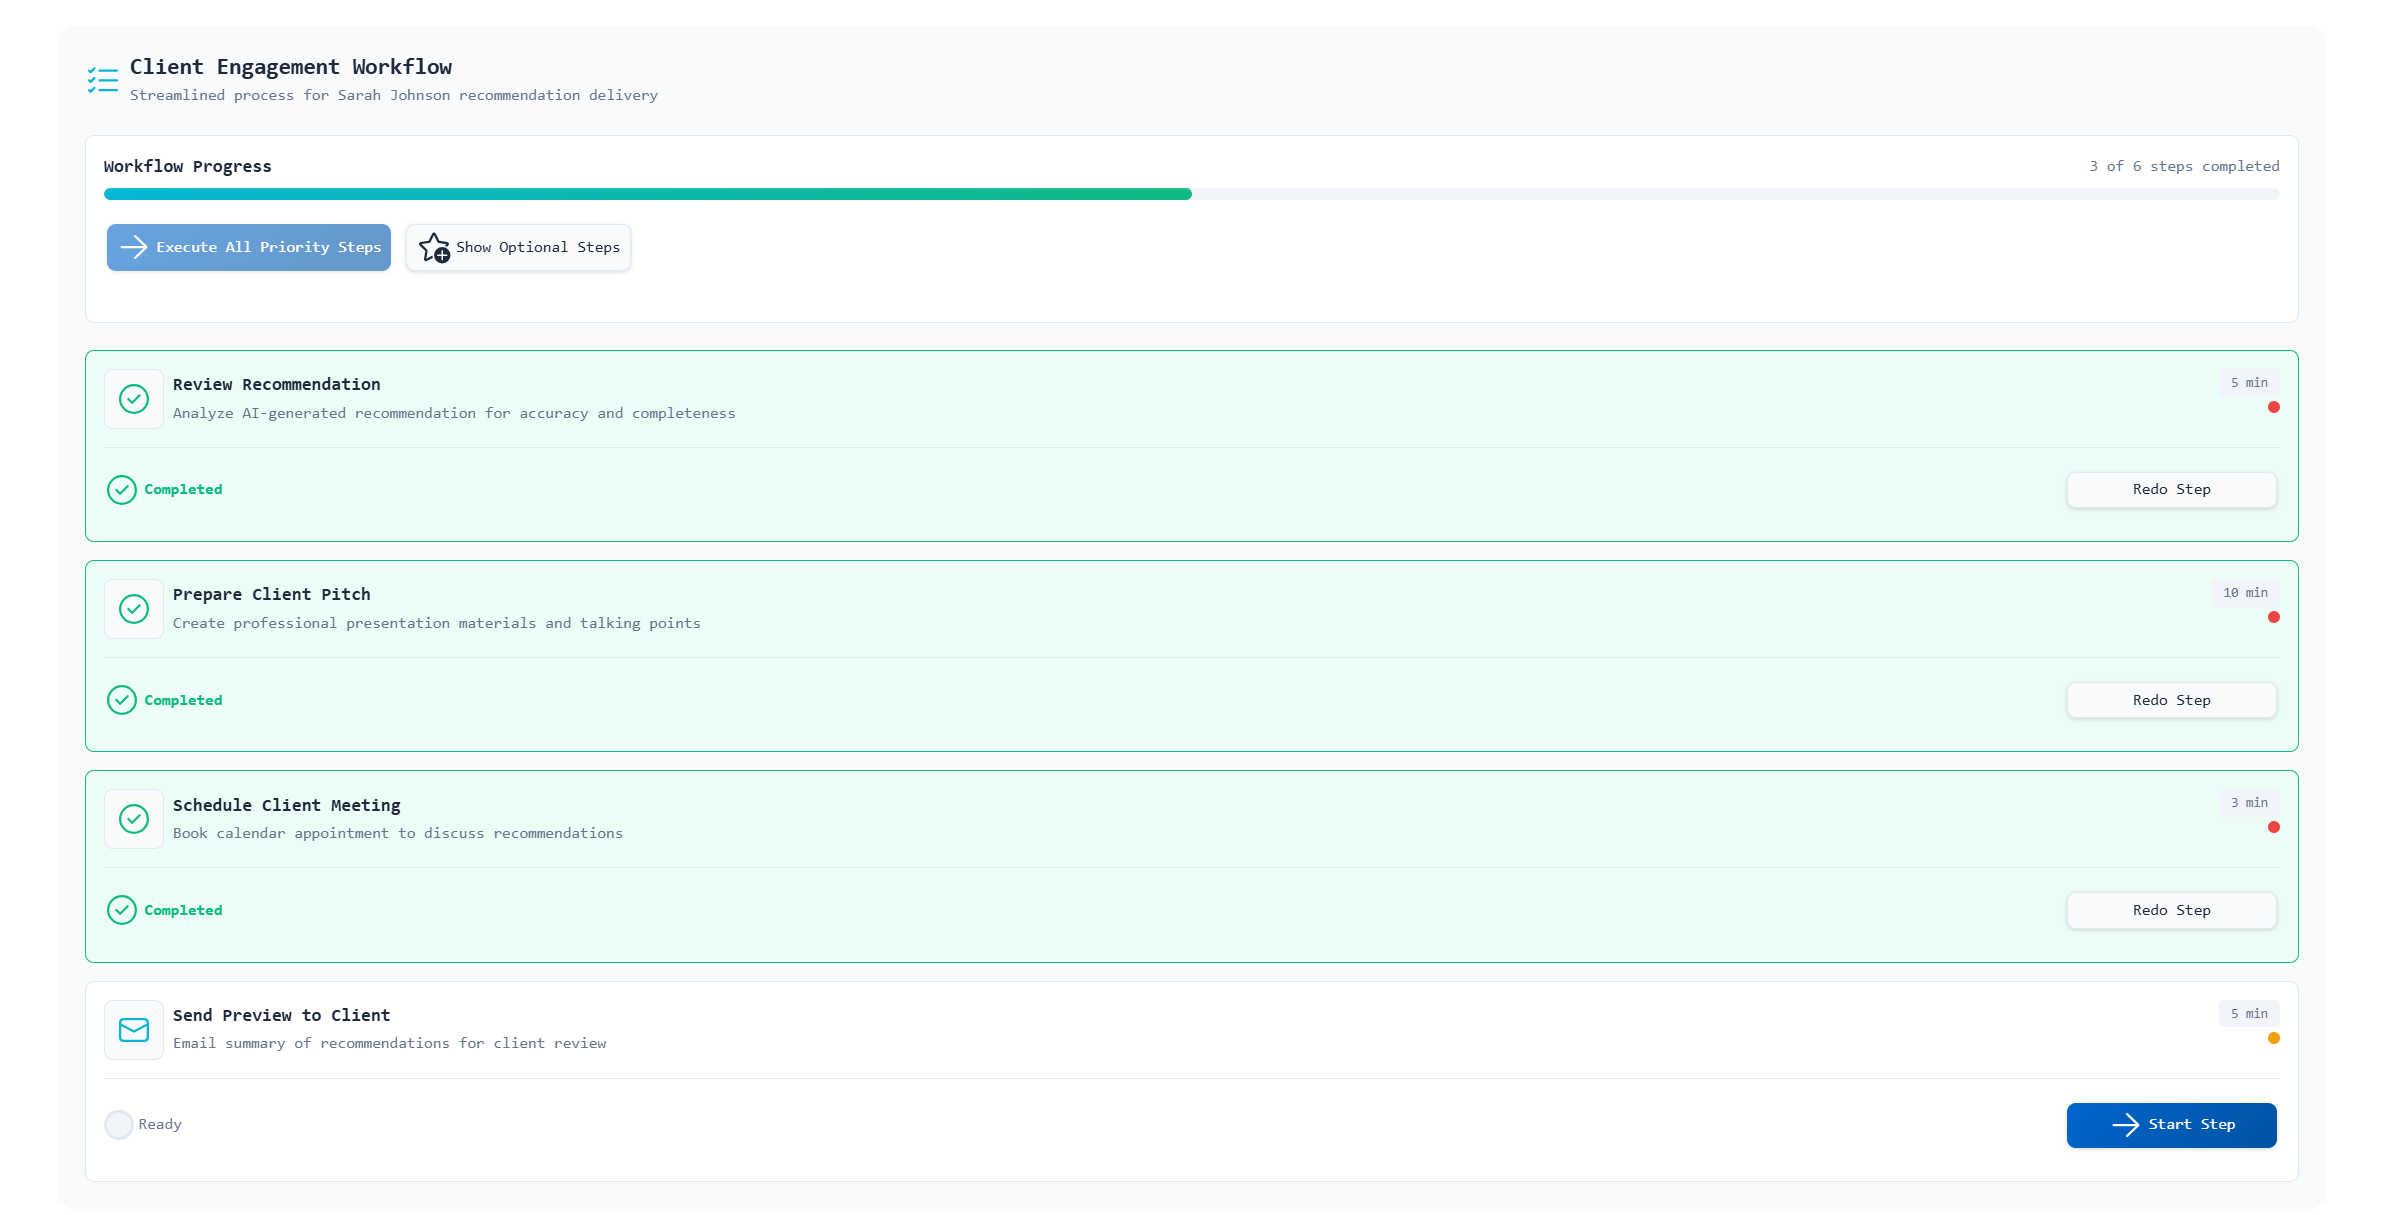 Client Engagement Workflow
Streamlined process for Sarah Johnson recommendation delivery
Workflow Progress
3 of 6 steps completed
Execute All Priority Steps
Show Optional Steps
Review Recommendation
5 min
Analyze AI-generated recommendation for accuracy and completeness
Completed
Redo Step
Prepare Client Pitch
10 min
Create professional presentation materials and talking points
Completed
Redo Step
Schedule Client Meeting
3 min
Book calendar appointment to discuss recommendations
Completed
Redo Step
Send Preview to Client
5 min
Email summary of recommendations for client review
Ready
Start Step